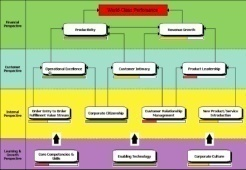 World Class Performance
Financial
Perspective
Productivity
Revenue Growth
Customer
Perspective
Operational Excellence
Customer Intimacy
Product Leadership
Internal
Perspective
Order Entry to Order
Fulfillment Value Stream
Corporate Citizenship
Customer Relationship
Management
New Product/Service
Introduction
Learning &
Growth
Perspective
Core Competencies &
Skills
Enabling Technology
Corporate Culture